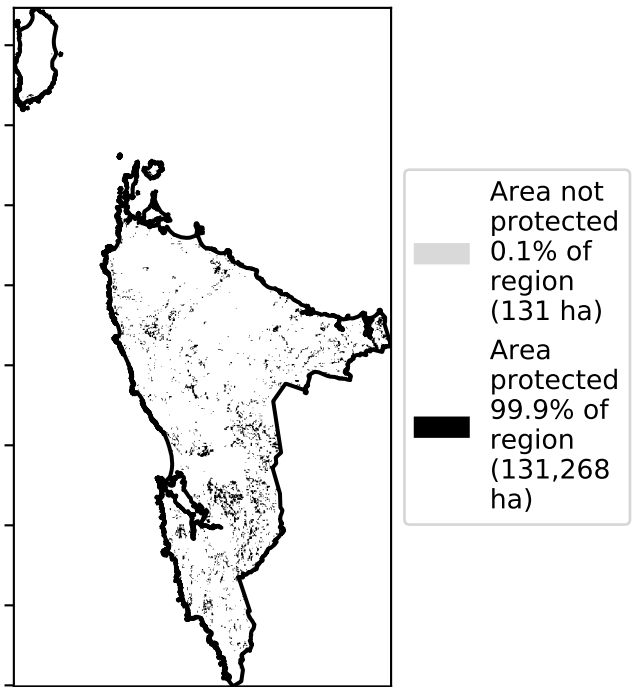 Area not
protected
0.1% of
region
(131 ha)
Area
protected
99.9% of
region
(131,268
ha)